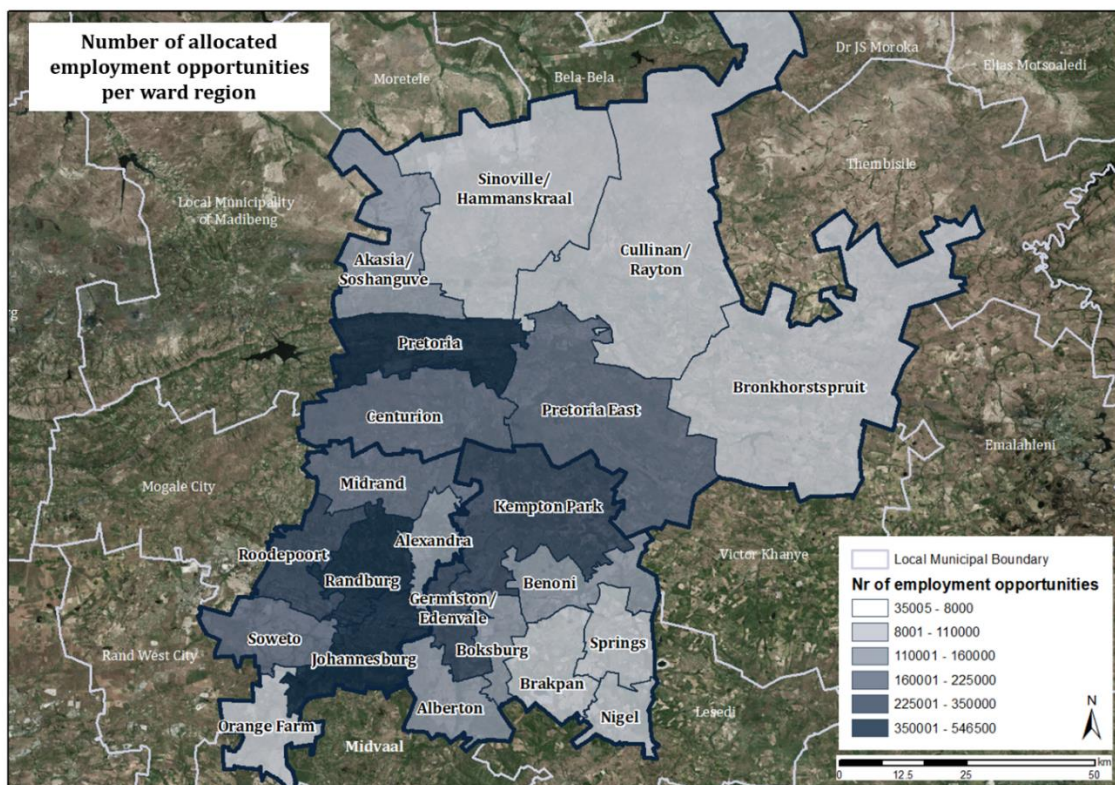 Number of allocated
employment opportunities
per ward region
Dr JS Moroka
Elias Motsoaledi
Moretele
Bela-Bela
Thembisile
Local Municipality
of Madibeng
Sinoville/
Hammanskraal
Cullinan/
Rayton
Akasia/
Soshanguve
Pretoria
Bronkhorstspruit
Centurion
Pretoria East
Emalahleni
Mogale City
Midrand
Kempton Park
Alexandra
Roodepoort
Randburg
Victor Khanye
Benoni
Germiston/
Edenvale
Soweto
Boksburg
Springs
Rand West City
Johannesburg
Brakpan
Alberton
Nigel
Lesedi
Orange Farm
Midvaal
Local Municipal Boundary
Nr of employment opportunities
35005 - 8000
8001 - 110000
110001 - 160000
160001 - 225000
225001 - 350000
350001 - 546500
N
km
0 12.5 25 50